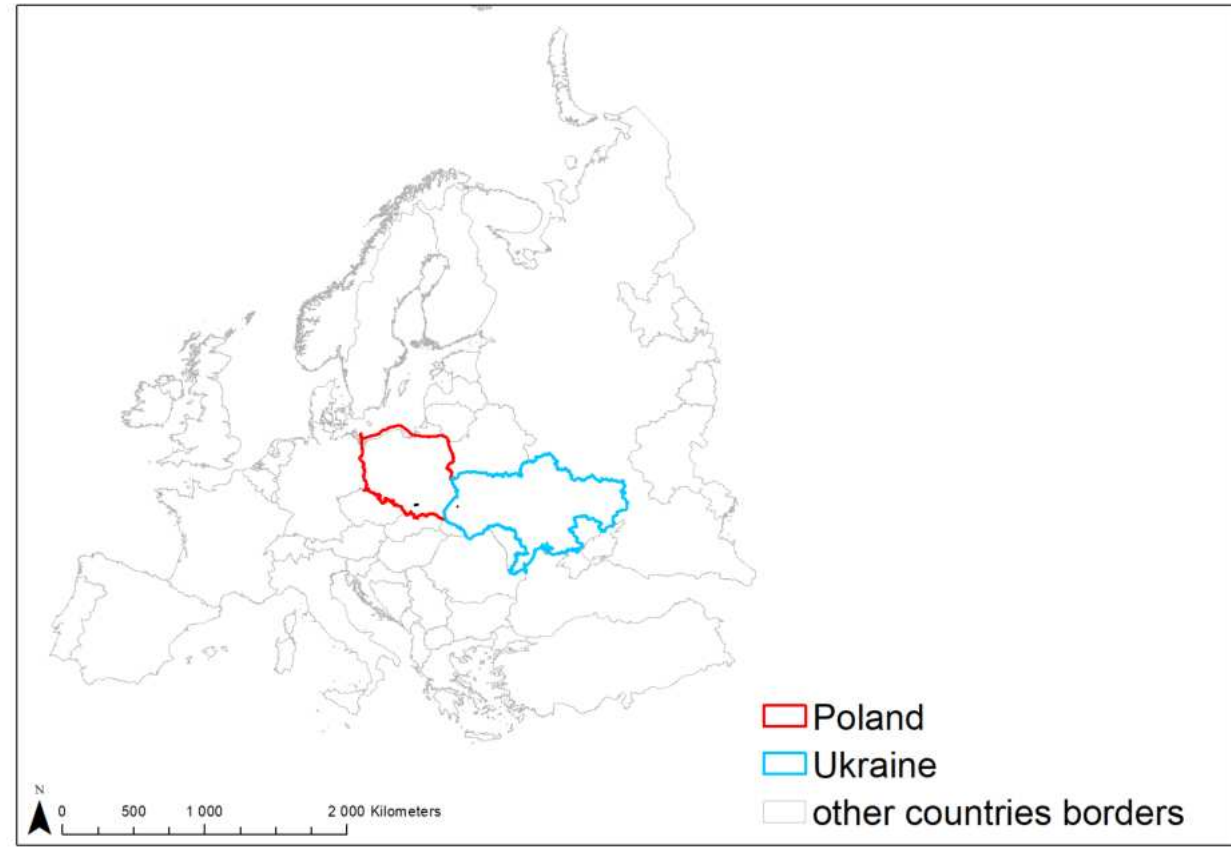 Poland
Ukraine
other countries borders
N
0 500 1 000 2 000 Kilometers